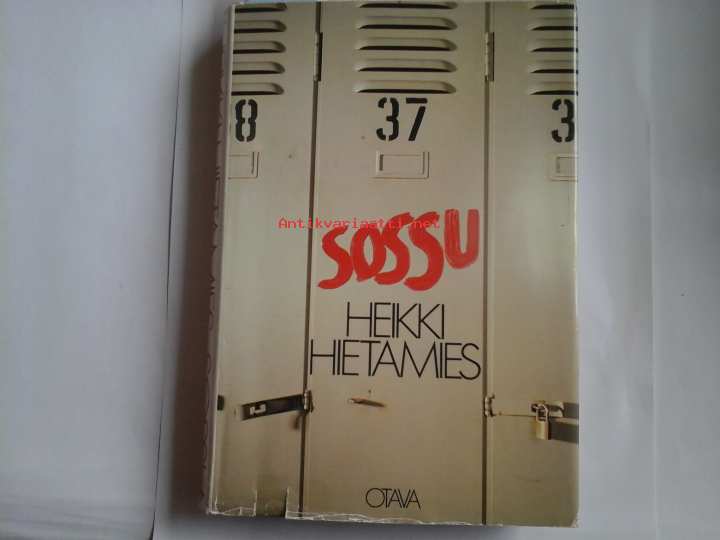 8 37 3
Antikvariaatti.net
SOSSU
HEIKKI
HIETAMIES
OTAVA